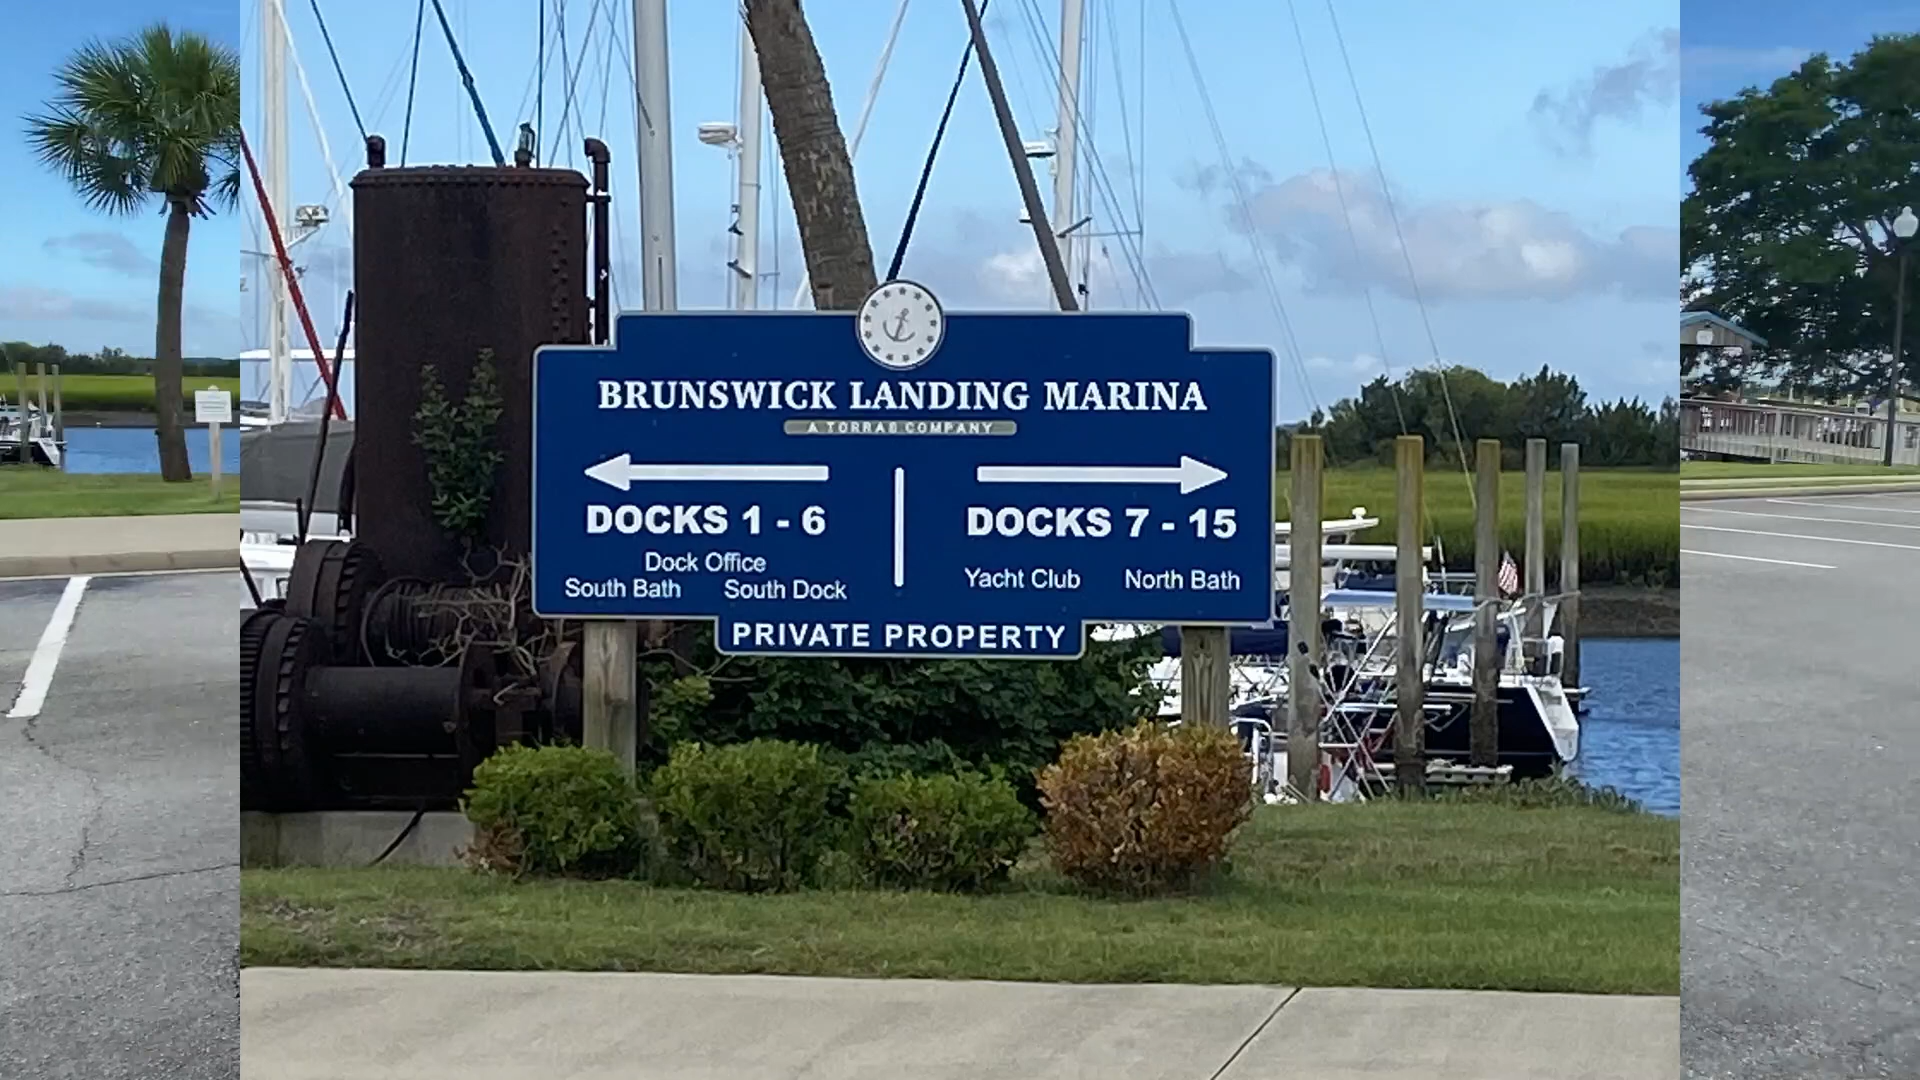 BRUNSWICK LANDING MARINA
A TORRAS COMPANY
DOCKS 1 - 6
Dock Office
South Bath South Dock
DOCKS 7 - 15
Yacht Club North Bath
PRIVATE PROPERTY